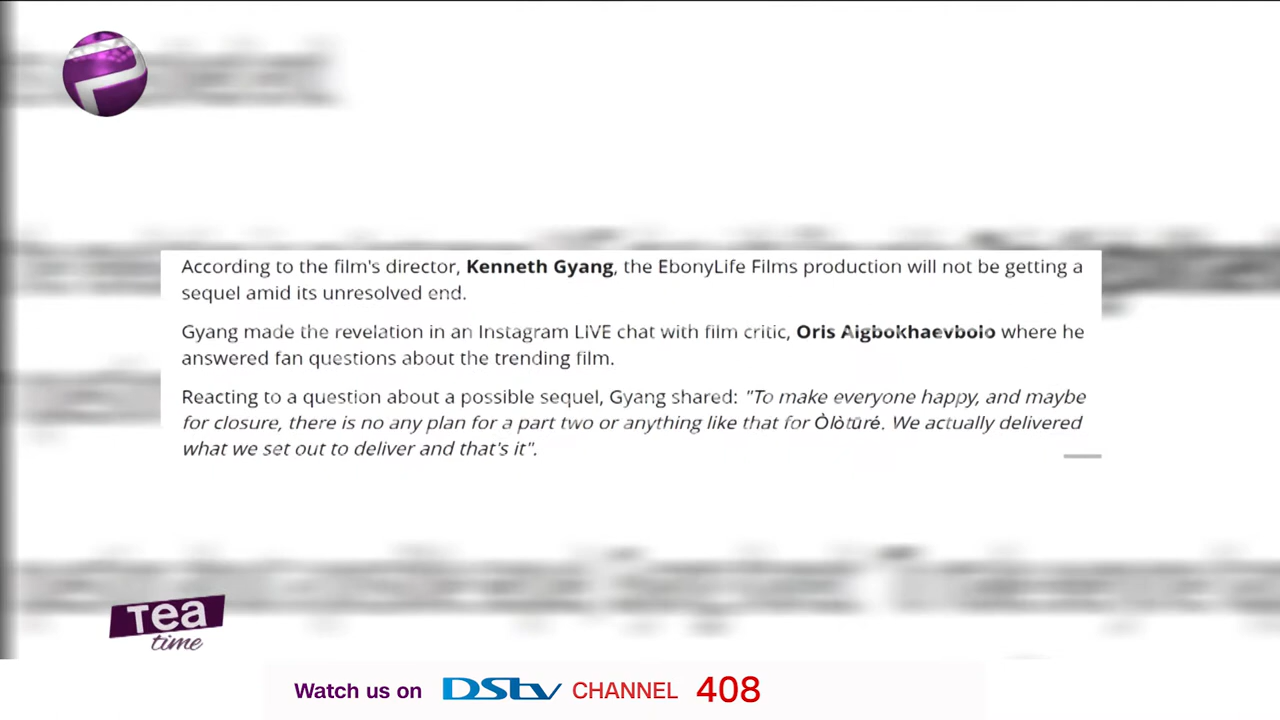 According to the film's director, Kenneth Gyang, the EbonyLife Films production will not be getting a
sequel amid its unresolved end.
Gyang made the revelation in an Instagram LIVE chat with film critic, Oris Aigbokhaevbolo where he
answered fan questions about the trending film.
Reacting to a question about a possible sequel, Gyang shared: "To make everyone happy, and maybe
for closure, there is no any plan for a part two or anything like that for Òlòtūré. We actually delivered
what we set out to deliver and that's it".
Tea
time
Watch us on DStv CHANNEL 408